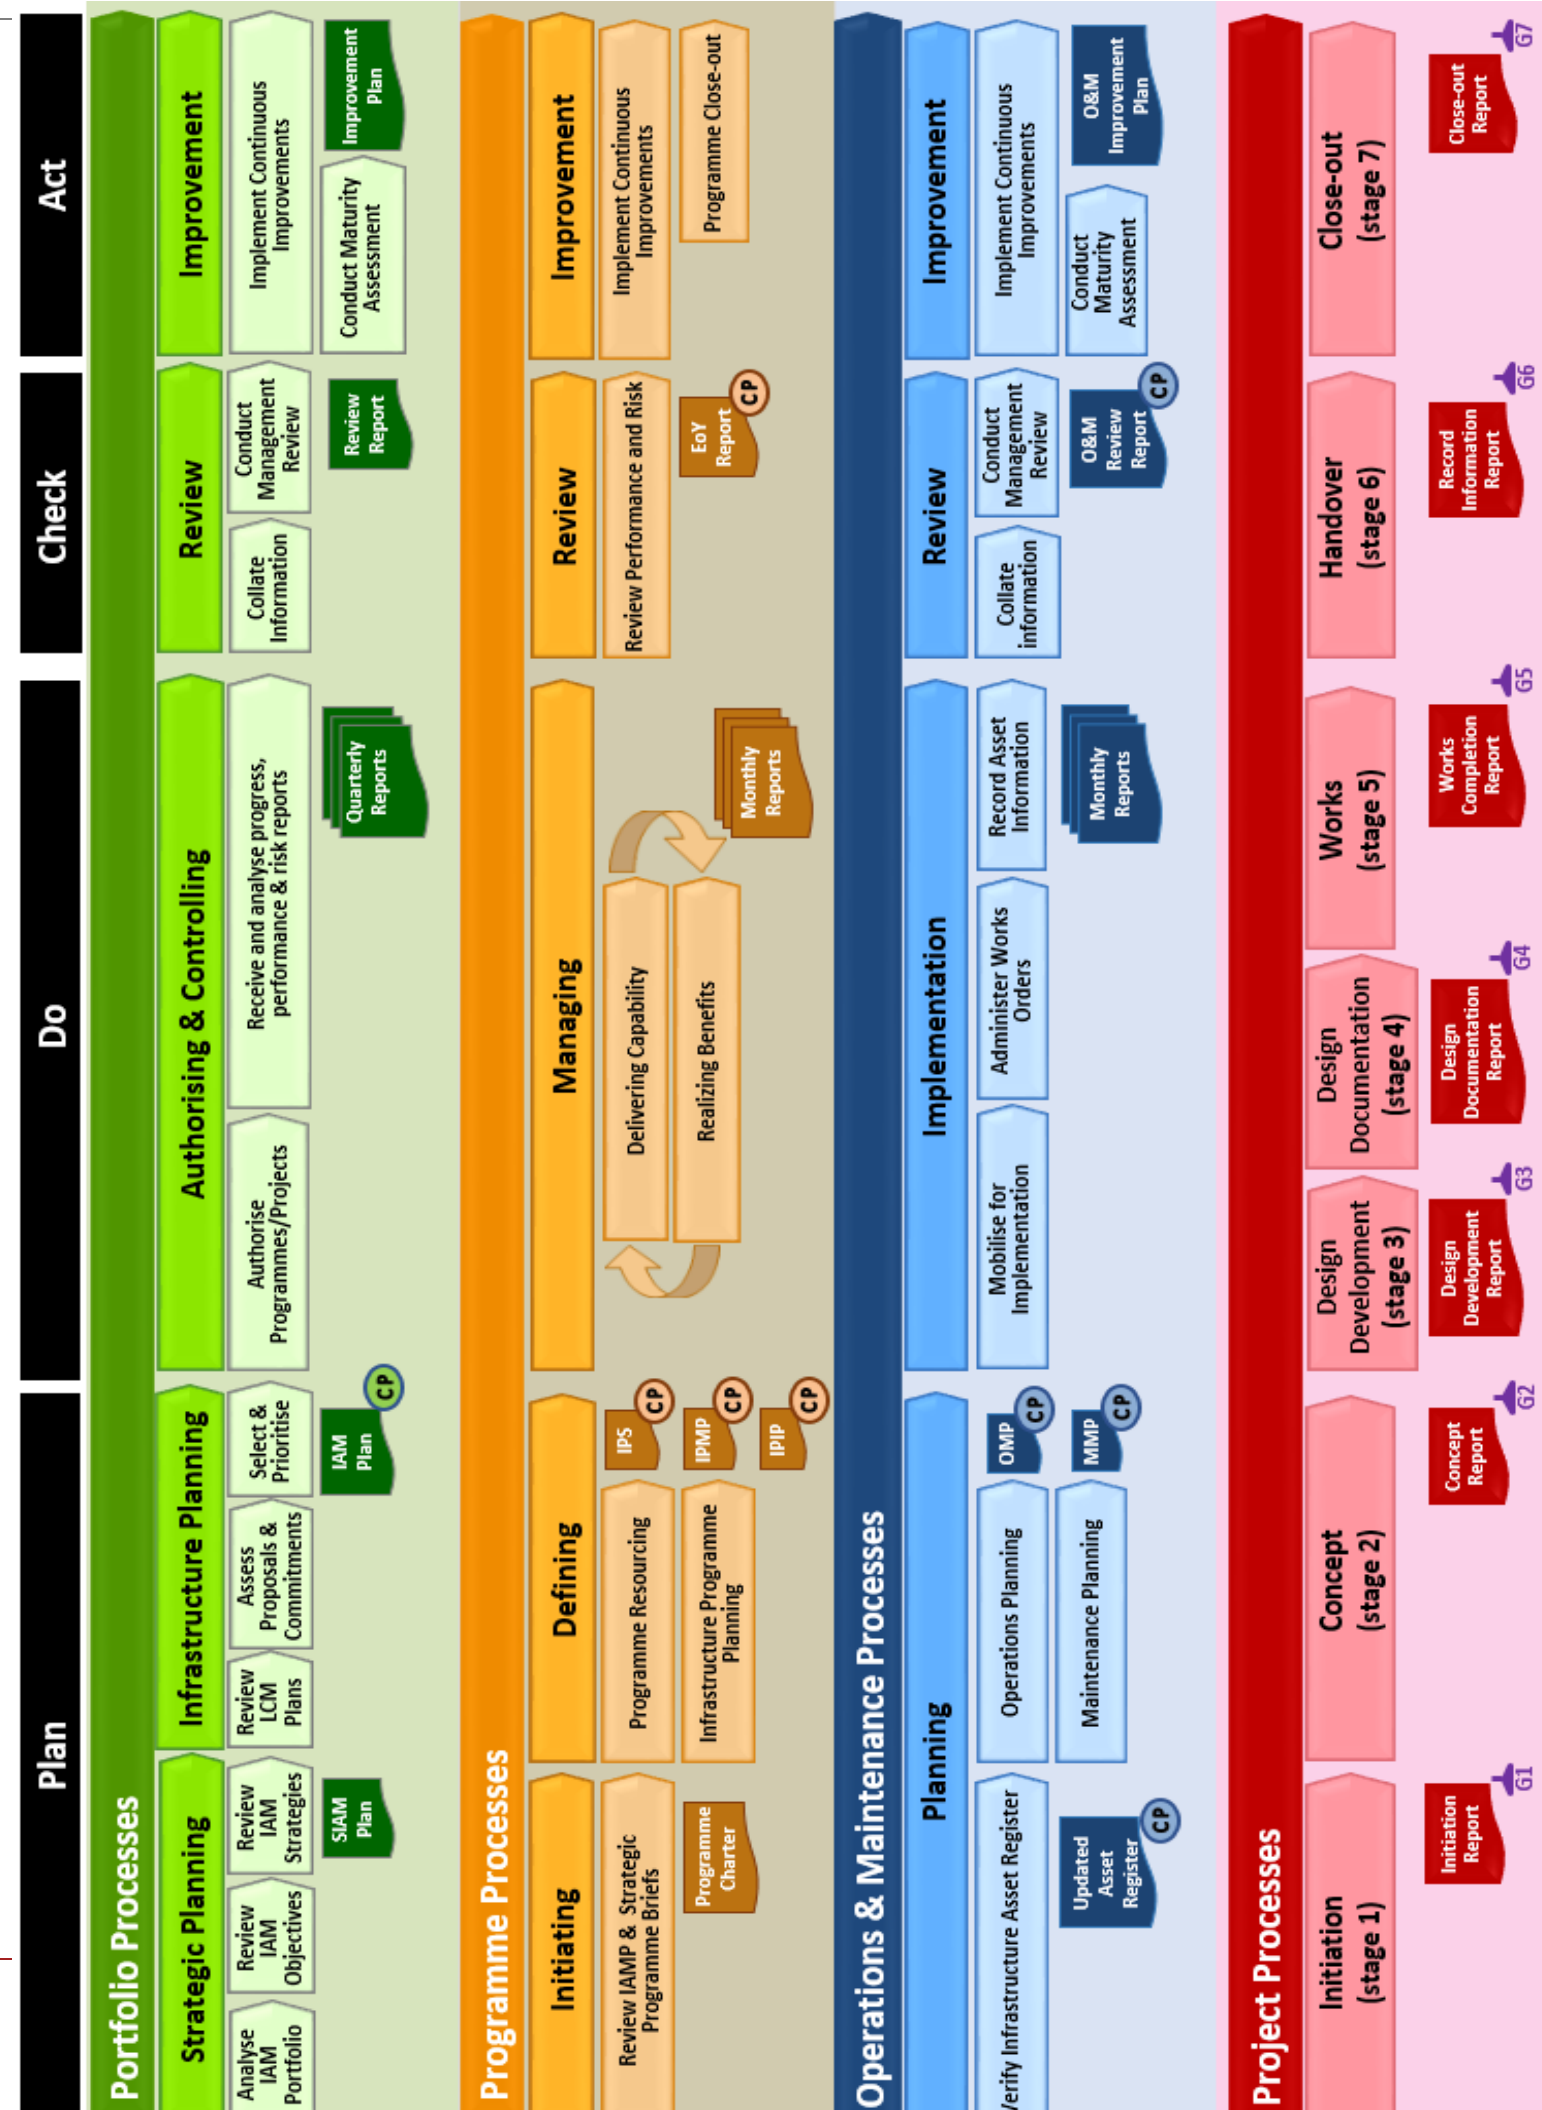 Plan
Do
Check
Act
Portfolio Processes
Strategic Planning
Infrastructure Planning
Authorising & Controlling
Review
Improvement
Analyse
IAM
Portfolio
Review
IAM
Objectives
Review
IAM
Strategies
Review
LCM
Plans
Assess
Proposals &
Commitments
Select &
Prioritise
Authorise
Programmes/Projects
Receive and analyse progress,
performance & risk reports
Collate
Information
Conduct
Management
Review
Implement Continuous
Improvements
SIAM
Plan
IAM
Plan
CP
Quarterly
Reports
Review
Report
Conduct Maturity
Assessment
Improvement
Plan
Programme Processes
Initiating
Defining
Managing
Review
Improvement
Review IAMP & Strategic
Programme Briefs
Programme Resourcing
IPS
CP
Delivering Capability
Review Performance and Risk
Implement Continuous
Improvements
Programme
Charter
Infrastructure Programme
Planning
IPMP
CP
IPIP
CP
Realizing Benefits
Monthly
Reports
EoY
Report
CP
Programme Close-out
Operations & Maintenance Processes
Planning
Implementation
Review
Improvement
Verify Infrastructure Asset Register
Operations Planning
OMP
CP
Mobilise for
Implementation
Administer Works
Orders
Record Asset
Information
Collate
information
Conduct
Management
Review
Implement Continuous
Improvements
Updated
Asset
Register
CP
Maintenance Planning
MMP
CP
Monthly
Reports
O&M
Review
Report
CP
Conduct
Maturity
Assessment
O&M
Improvement
Plan
Project Processes
Initiation
(stage 1)
Concept
(stage 2)
Design
Development
(stage 3)
Design
Documentation
(stage 4)
Works
(stage 5)
Handover
(stage 6)
Close-out
(stage 7)
Initiation
Report
G1
Concept
Report
G2
Design
Development
Report
G3
Design
Documentation
Report
G4
Works
Completion
Report
G5
Record
Information
Report
G6
Close-out
Report
G7